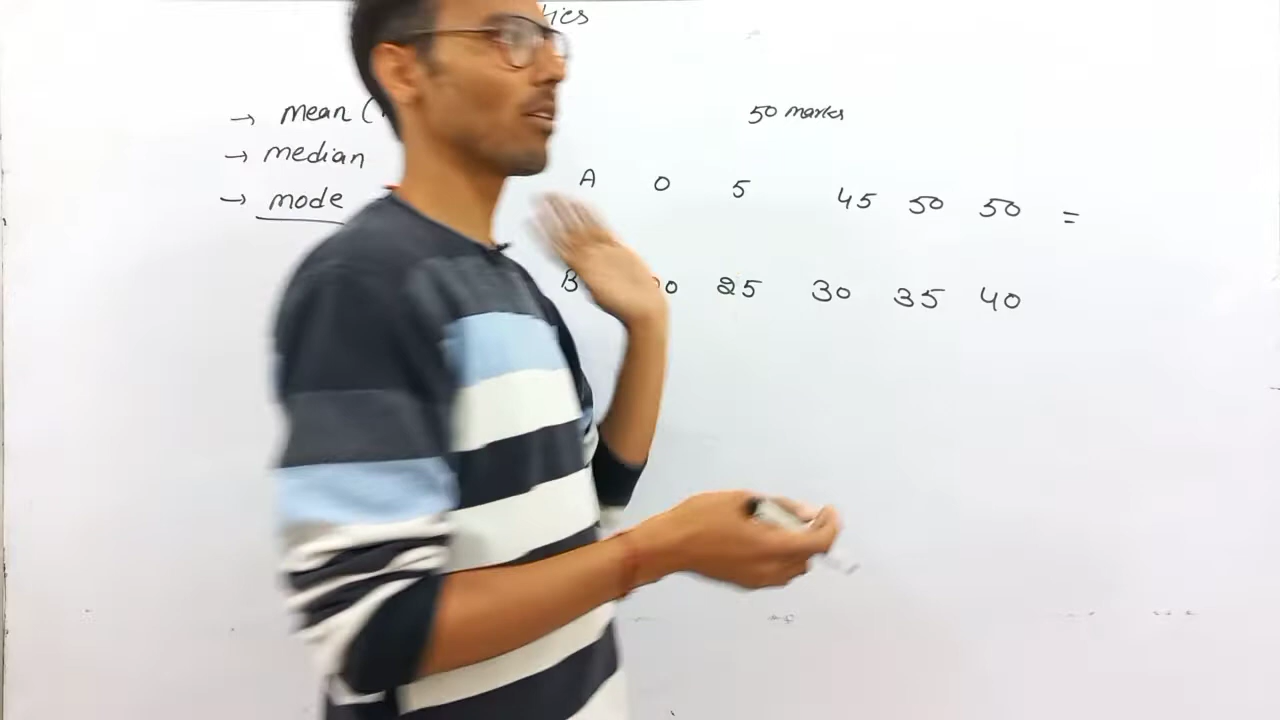 → mean (
50 marks
→ median
A 0 5 45 50 50 =
→ mode
B 25 30 35 40